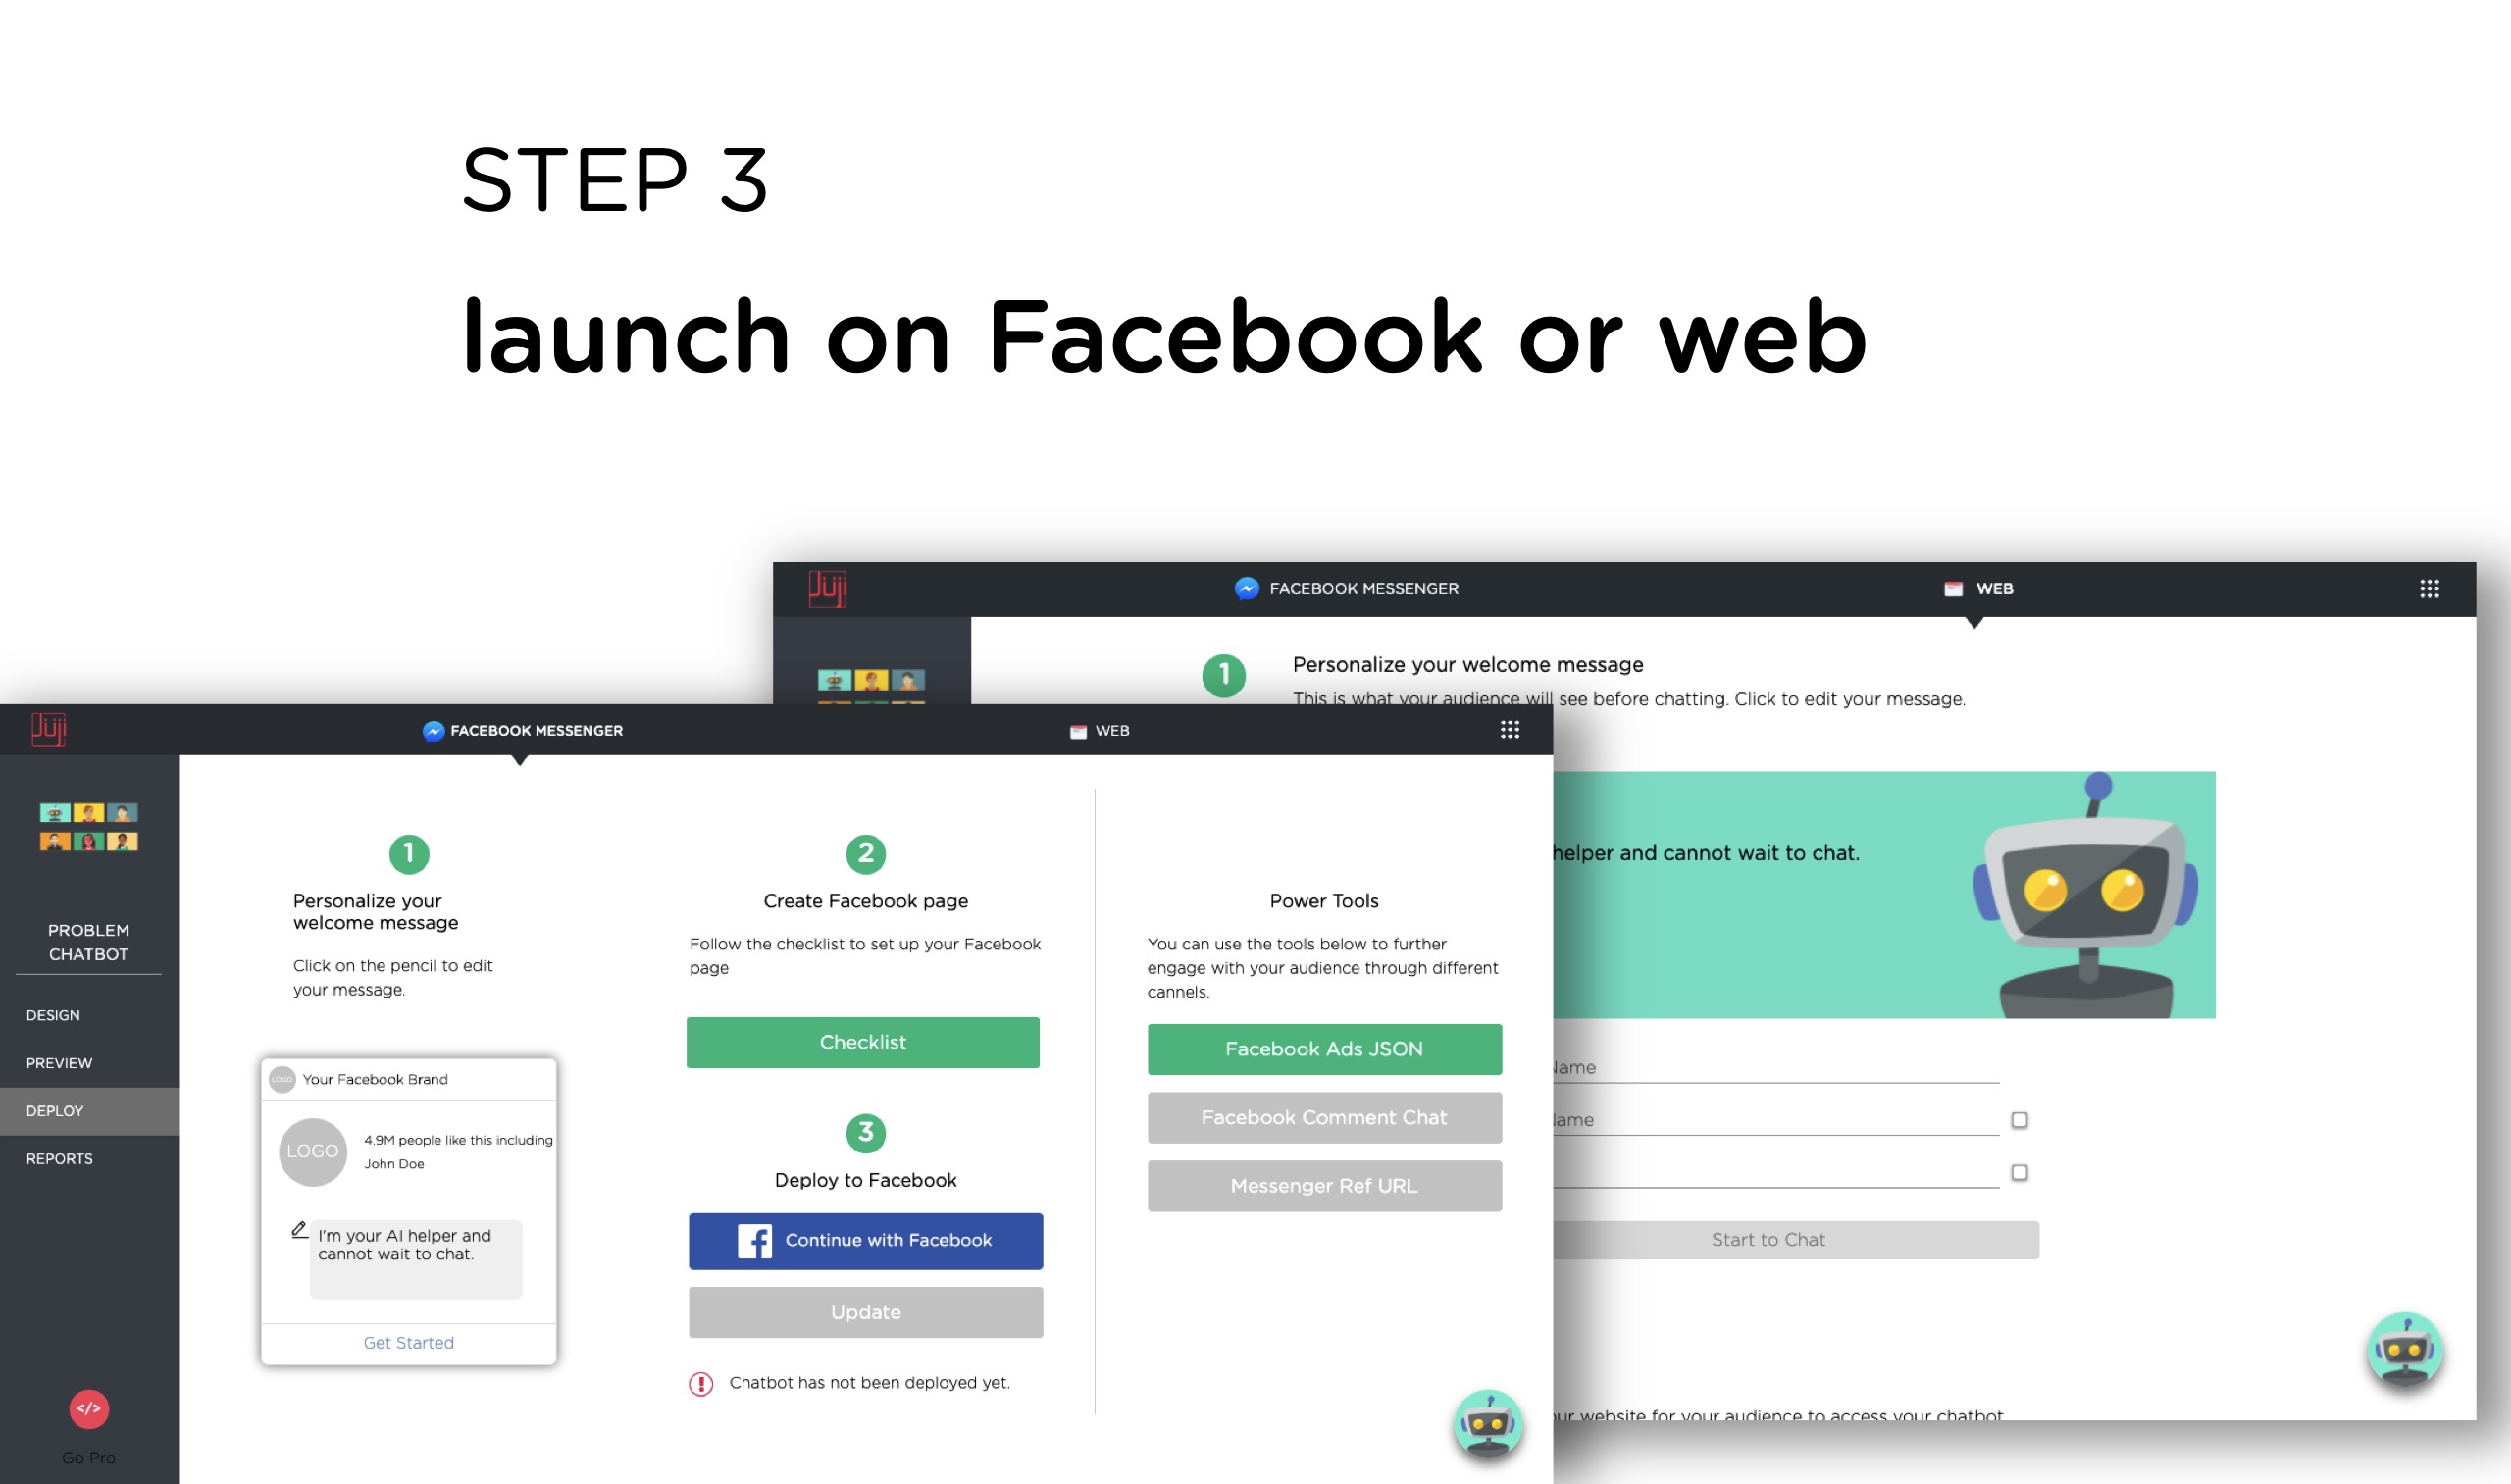 STEP 3
launch on Facebook or web
Juji
FACEBOOK MESSENGER
WEB
1
Personalize your welcome message
This is what your audience will see before chatting. Click to edit your message.
helper and cannot wait to chat.
Name
Name
Start to Chat
our website for your audience to access your chatbot
Juji
FACEBOOK MESSENGER
WEB
PROBLEM
CHATBOT
DESIGN
PREVIEW
DEPLOY
REPORTS
</>
Go Pro
1
Personalize your
welcome message
Click on the pencil to edit
your message.
LOGO
Your Facebook Brand
LOGO
4.9M people like this including
John Doe
I'm your AI helper and
cannot wait to chat.
Get Started
2
Create Facebook page
Follow the checklist to set up your Facebook
page
Checklist
3
Deploy to Facebook
Continue with Facebook
Update
Chatbot has not been deployed yet.
Power Tools
You can use the tools below to further
engage with your audience through different
cannels.
Facebook Ads JSON
Facebook Comment Chat
Messenger Ref URL